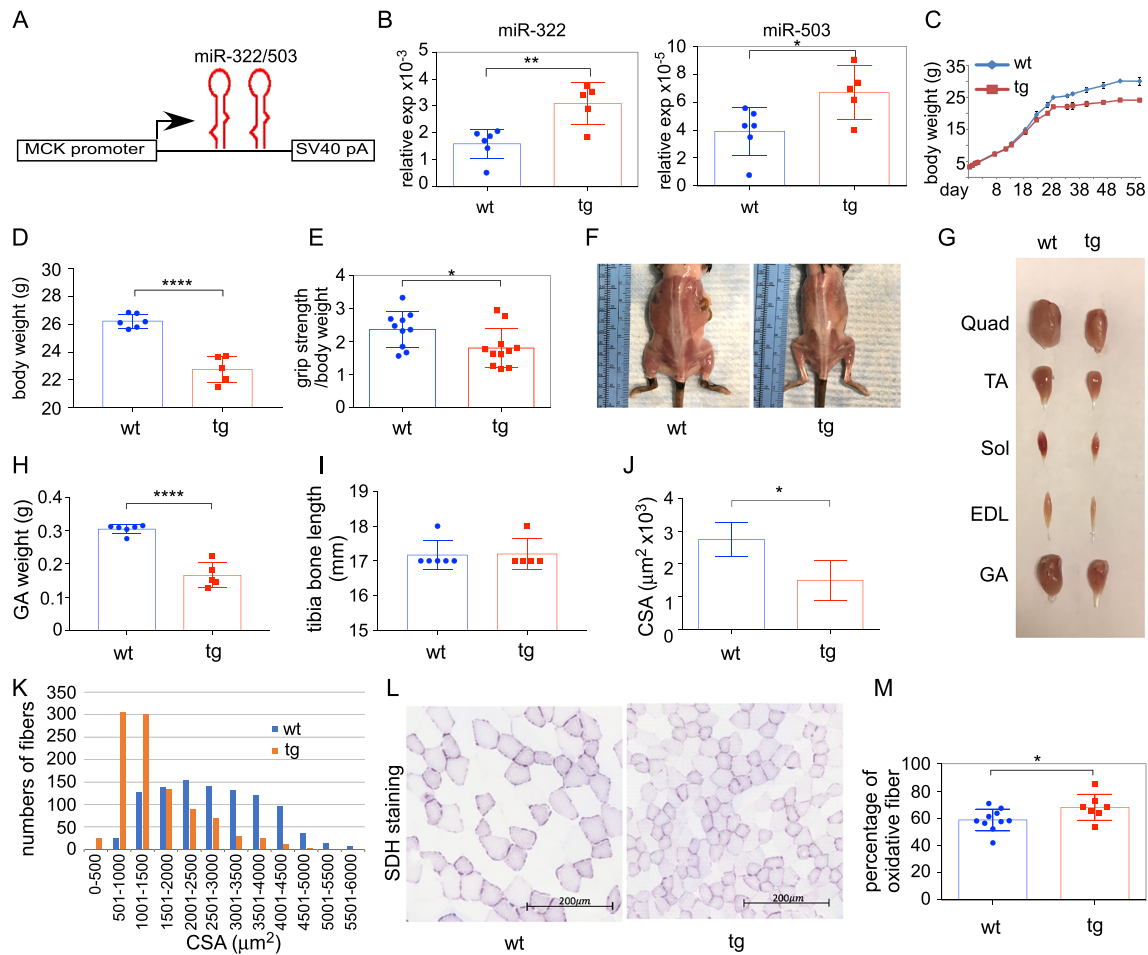 A
miR-322/503
MCK promoter
SV40 pA
B
miR-322
relative exp x10-3
5
4
3
2
1
0
**
wt
tg
miR-503
relative exp x10-5
10
8
6
4
2
0
*
wt
tg
C
body weight (g)
35
25
15
5
wt
tg
day
8 18 28 38 48 58
D
body weight (g)
30
28
26
24
22
20
****
wt
tg
E
grip strength
/body weight
4
3
2
1
0
*
wt
tg
F
wt
tg
G
wt
tg
Quad
TA
Sol
EDL
GA
H
GA weight (g)
0.4
0.3
0.2
0.1
0
****
wt
tg
I
tibia bone length
(mm)
19
18
17
16
15
wt
tg
J
CSA (μm2 x103)
4
3
2
1
0
*
wt
tg
K
numbers of fibers
350
300
250
200
150
100
50
0
wt
tg
0-500
501-1000
1001-1500
1501-2000
2001-2500
2501-3000
3001-3500
3501-4000
4001-4500
4501-5000
5001-5500
5501-6000
CSA (μm2)
L
SDH staining
200μm
200μm
wt
tg
M
percentage of
oxidative fiber
100
80
60
40
20
0
*
wt
tg